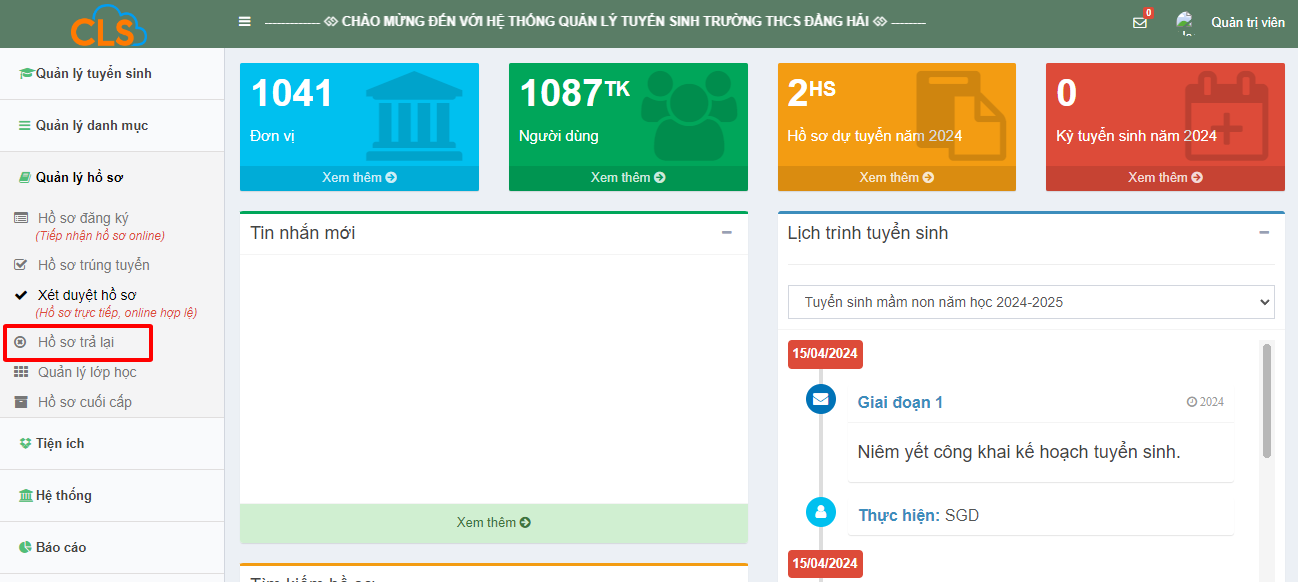 CLS
------------- CHÀO MỪNG ĐẾN VỚI HỆ THỐNG QUẢN LÝ TUYỂN SINH TRƯỜNG THCS ĐẰNG HẢI --------
0
Quản trị viên
Quản lý tuyển sinh
Quản lý danh mục
Quản lý hồ sơ
Hồ sơ đăng ký
(Tiếp nhận hồ sơ online)
Hồ sơ trúng tuyển
Xét duyệt hồ sơ
(Hồ sơ trực tiếp, online hợp lệ)
Hồ sơ trả lại
Quản lý lớp học
Hồ sơ cuối cấp
Tiện ích
Hệ thống
Báo cáo
1041
Đơn vị
Xem thêm
1087TK
Người dùng
Xem thêm
2HS
Hồ sơ dự tuyển năm 2024
Xem thêm
0
Kỳ tuyển sinh năm 2024
Xem thêm
Tin nhắn mới
Xem thêm
Tìm kiếm hồ sơ
Lịch trình tuyển sinh
Tuyển sinh mầm non năm học 2024-2025
15/04/2024
Giai đoạn 1
2024
Niêm yết công khai kế hoạch tuyển sinh.
Thực hiện: SGD
15/04/2024